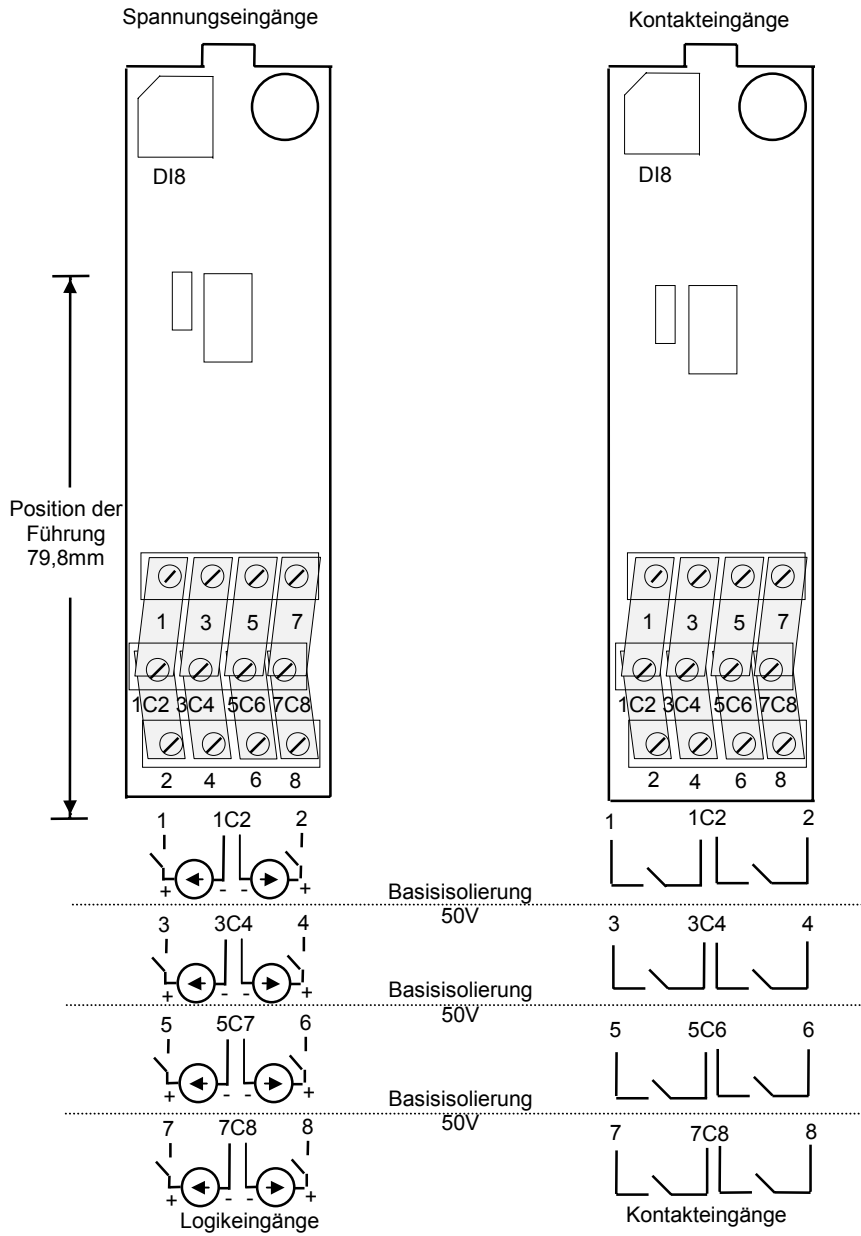 Spannungseingänge
Kontakteingänge
DI8
DI8
Position der
Führung
79,8mm
1 3 5 7
1 3 5 7
1C2 3C4 5C6 7C8
1C2 3C4 5C6 7C8
2 4 6 8
2 4 6 8
1 1C2 2
1 1C2 2
+ - - +
Basisisolierung
50V
3 3C4 4
3 3C4 4
+ - - +
Basisisolierung
50V
5 5C7 6
5 5C6 6
+ - - +
Basisisolierung
50V
7 7C8 8
7 7C8 8
+ - - +
Logikeingänge
Kontakteingänge